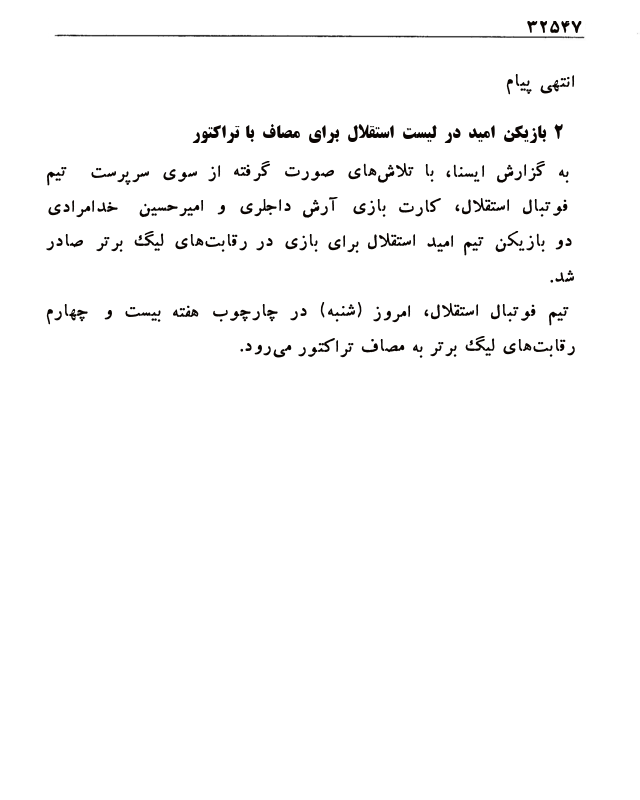 ۳۲۵۴۷
انتهی پیام
۲ بازیکن امید در لیست استقلال برای مصاف با تراکتور
به گزارش ایسنا، با تلاش‌های صورت گرفته از سوی سرپرست تیم
فوتبال استقلال، کارت بازی آرش داجلری و امیرحسین خدامرادی
دو بازیکن تیم امید استقلال برای بازی در رقابت‌های لیگ برتر صادر
شد.
تیم فوتبال استقلال، امروز (شنبه) در چارچوب هفته بیست و چهارم
رقابت‌های لیگ برتر به مصاف تراکتور می‌رود.